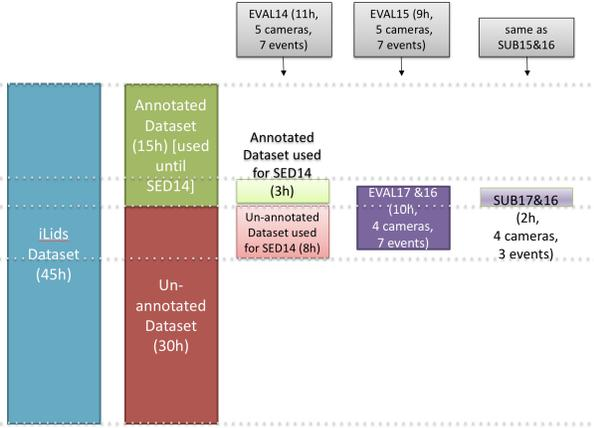 EVAL14 (11h,
5 cameras,
7 events)
EVAL15 (9h,
5 cameras,
7 events)
same as
SUB15&16
iLids
Dataset
(45h)
Annotated
Dataset
(15h) [used
until
SED14]
Un-
annotated
Dataset
(30h)
Annotated
Dataset used
for SED14
(3h)
Un-annotated
Dataset used
for SED14 (8h)
EVAL17 &16
(10h,
4 cameras,
7 events)
SUB17&16
(2h,
4 cameras,
3 events)